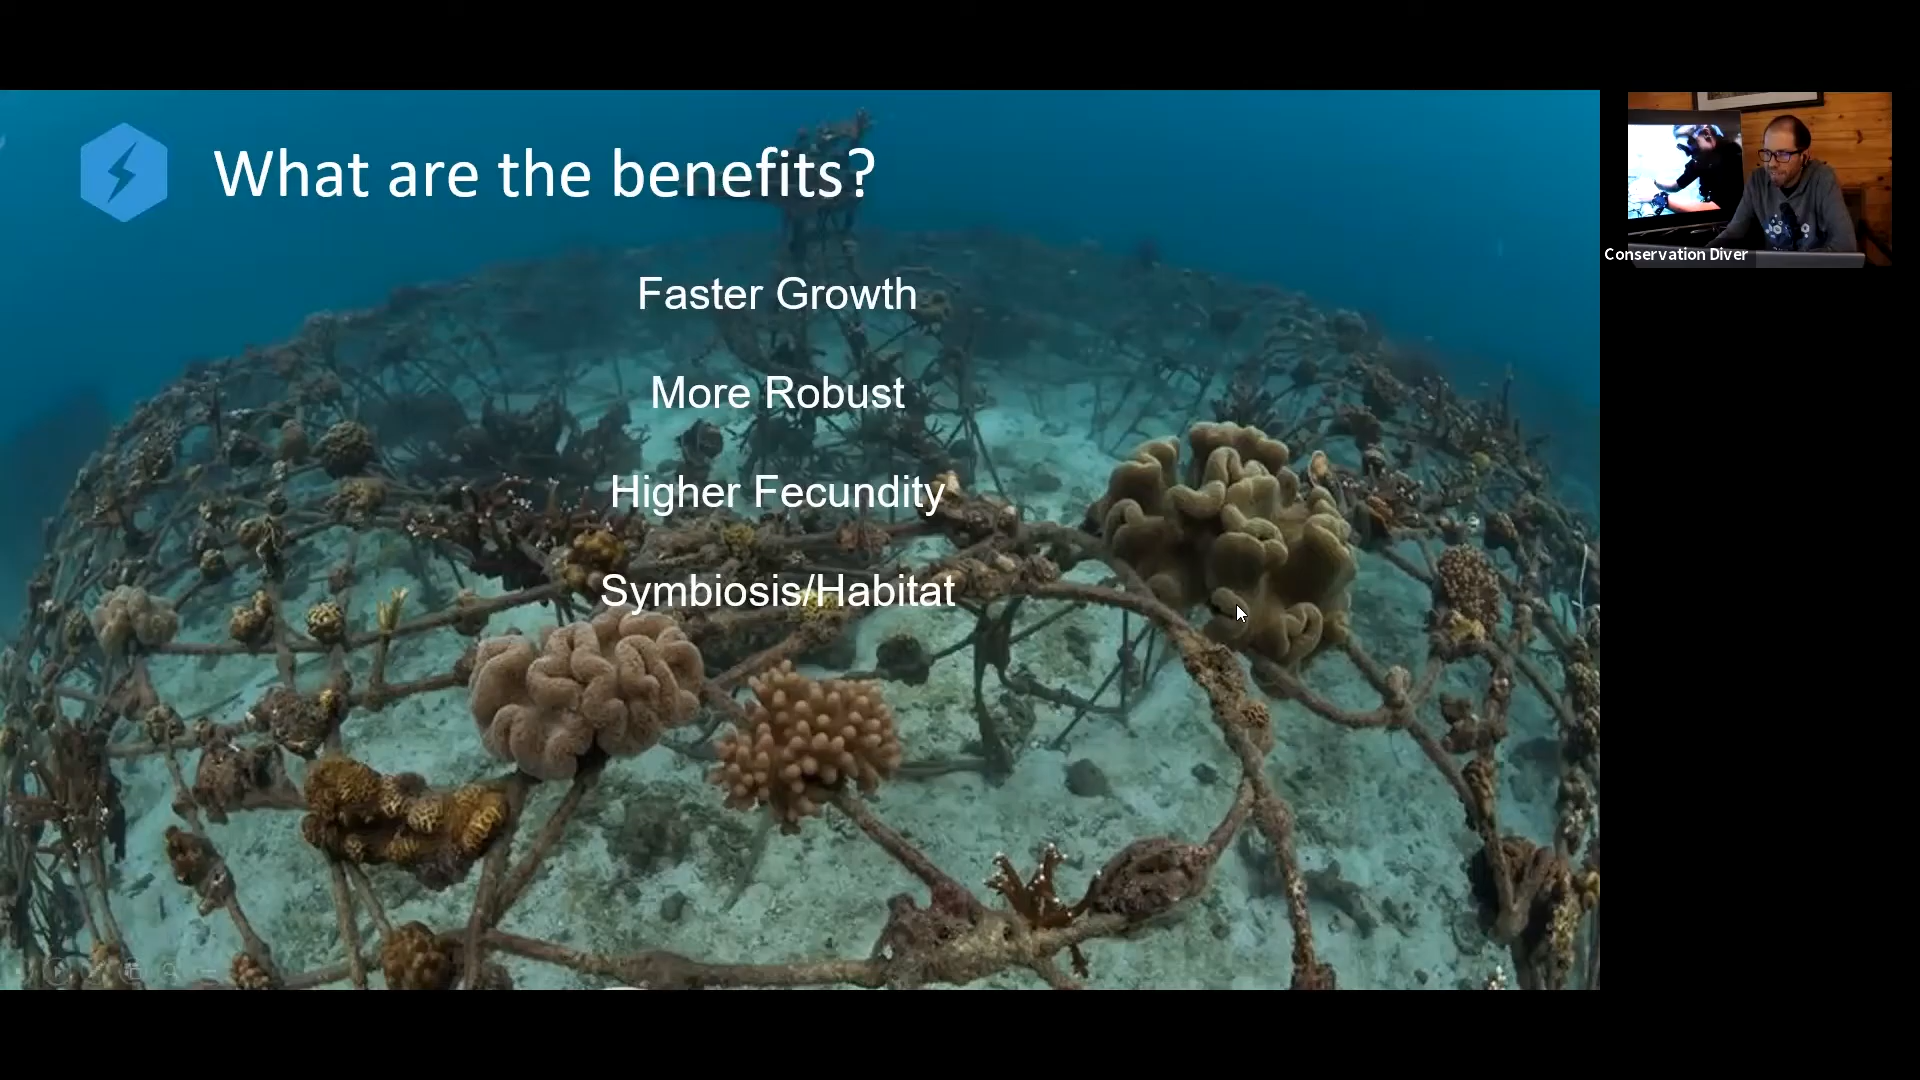 What are the benefits?
Faster Growth
More Robust
Higher Fecundity
Symbiosis/Habitat
Conservation Diver